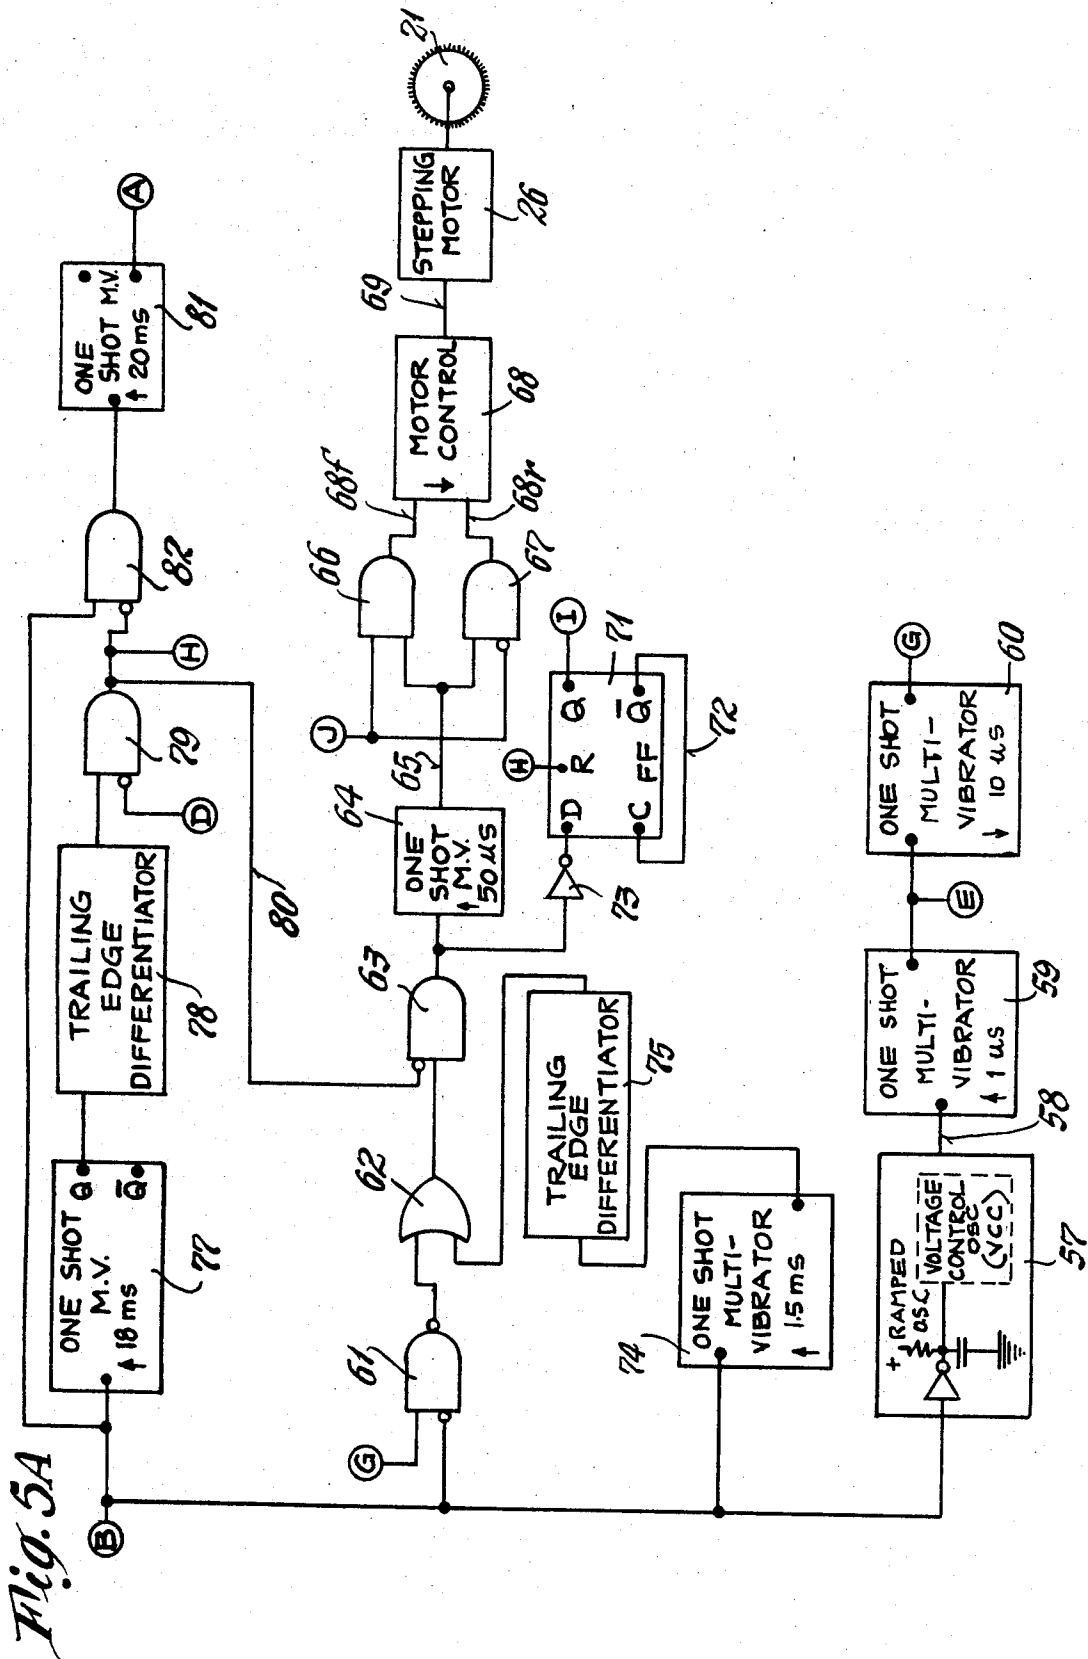 Fig. 5A
B
ONE SHOT
M.V.
↑ 18 ms
Q
Q̅
77
TRAILING
EDGE
DIFFERENTIATOR
78
D
79
H
80
82
ONE
SHOT M.V.
↑ 20ms
81
A
G
61
62
63
ONE
SHOT
M.V.
↑ 50 µs
64
65
J
66
67
68f
68r
MOTOR
CONTROL
↓
68
69
STEPPING
MOTOR
26
21
73
D
R
Q
C
FF
Q̅
H
I
71
72
TRAILING
EDGE
DIFFERENTIATOR
75
ONE SHOT
MULTI-
VIBRATOR
↑ 1.5 ms
74
+
RAMPED
OSC
VOLTAGE
CONTROL
OSC
(VCC)
57
58
ONE SHOT
MULTI-
VIBRATOR
↑ 1 us
59
E
ONE SHOT
MULTI-
VIBRATOR
↓ 10 us
60
G